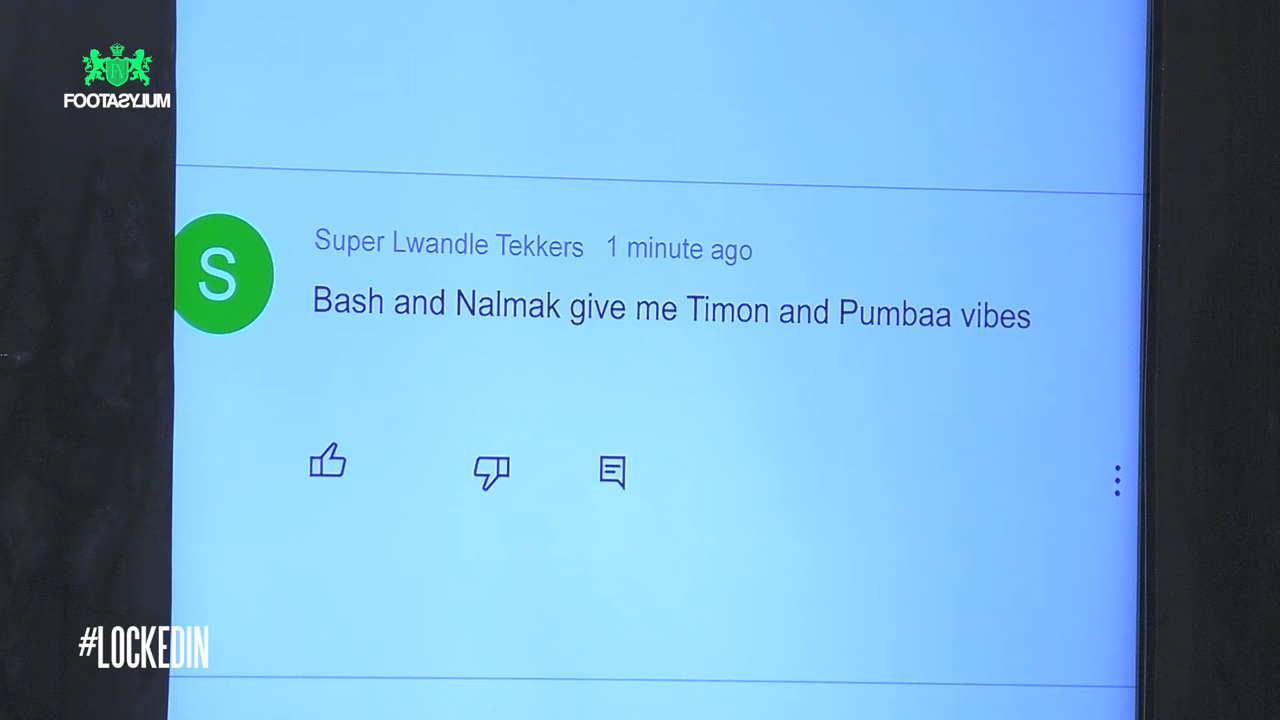 FOOTASYLUM
S
Super Lwandle Tekkers 1 minute ago
Bash and Nalmak give me Timon and Pumbaa vibes
#LOCKEDIN